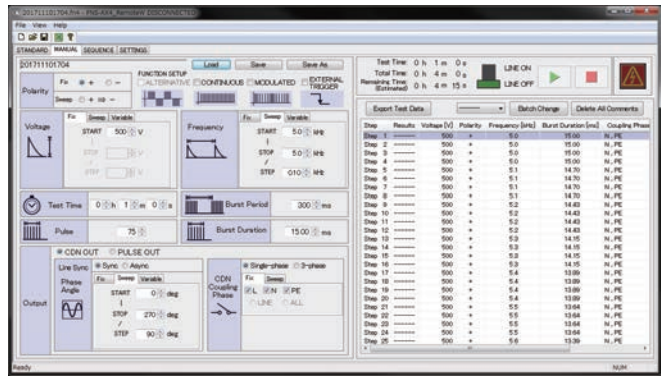 201711101704.fn4 - FNS-AX4_RemoteW DISCONNECTED
File View Help
STANDARD MANUAL SEQUENCE SETTINGS
201711101704 Load Save Save As
Polarity
Fix + -
Sweep + to -
FUNCTION SETUP
ALTERNATIVE CONTINUOUS MODULATED EXTERNAL TRIGGER
Voltage
Fix Sweep Variable
START 500 V
STOP V
STEP V
Frequency
Fix Sweep Variable
START 5.0 kHz
STOP 5.0 kHz
STEP 0.10 kHz
Test Time 0 h 1 m 0 s
Burst Period 300 ms
Pulse 75
Burst Duration 15.00 ms
Output
CDN OUT PULSE OUT
Line Sync Sync Async
Phase Angle
Fix Sweep Variable
START 0 deg
STOP 270 deg
STEP 90 deg
CDN Coupling Phase
Single-phase 3-phase
Fix Sweep
L N PE
LINE ALL
Test Time 0 h 1 m 0 s
Total Time 0 h 4 m 0 s
Remaining Time (Estimated) 0 h 4 m 15 s
LINE ON
LINE OFF
Export Test Data Batch Change Delete All Comments
Step Results Voltage [V] Polarity Frequency [kHz] Burst Duration [ms] Coupling Phase
Step 1 -------- 500 + 5.0 15.00 N , PE
Step 2 -------- 500 + 5.0 15.00 N , PE
Step 3 -------- 500 + 5.0 15.00 N , PE
Step 4 -------- 500 + 5.0 15.00 N , PE
Step 5 -------- 500 + 5.1 14.70 N , PE
Step 6 -------- 500 + 5.1 14.70 N , PE
Step 7 -------- 500 + 5.1 14.70 N , PE
Step 8 -------- 500 + 5.1 14.70 N , PE
Step 9 -------- 500 + 5.2 14.43 N , PE
Step 10 -------- 500 + 5.2 14.43 N , PE
Step 11 -------- 500 + 5.2 14.43 N , PE
Step 12 -------- 500 + 5.2 14.43 N , PE
Step 13 -------- 500 + 5.3 14.15 N , PE
Step 14 -------- 500 + 5.3 14.15 N , PE
Step 15 -------- 500 + 5.3 14.15 N , PE
Step 16 -------- 500 + 5.3 14.15 N , PE
Step 17 -------- 500 + 5.4 13.89 N , PE
Step 18 -------- 500 + 5.4 13.89 N , PE
Step 19 -------- 500 + 5.4 13.89 N , PE
Step 20 -------- 500 + 5.4 13.89 N , PE
Step 21 -------- 500 + 5.5 13.64 N , PE
Step 22 -------- 500 + 5.5 13.64 N , PE
Step 23 -------- 500 + 5.5 13.64 N , PE
Step 24 -------- 500 + 5.5 13.64 N , PE
Step 25 -------- 500 + 5.6 13.39 N , PE
Ready NUM